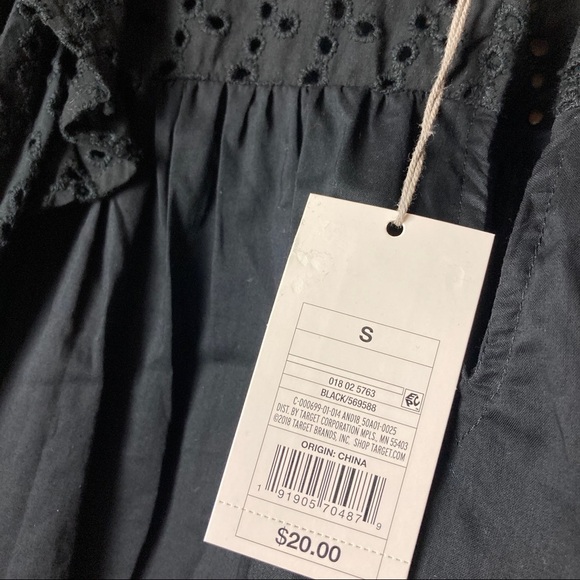 S
018 02 5763
BLACK/569588
C-000699-01-014 AND18_50A01-0025
DIST. BY TARGET CORPORATION MPLS., MN 55403
©2018 TARGET BRANDS, INC. SHOP TARGET.COM
ORIGIN: CHINA
1 91905 70487 9
$20.00